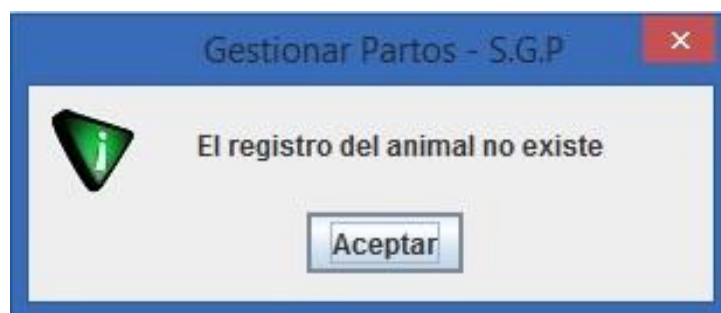 Gestionar Partos - S.G.P
El registro del animal no existe
Aceptar